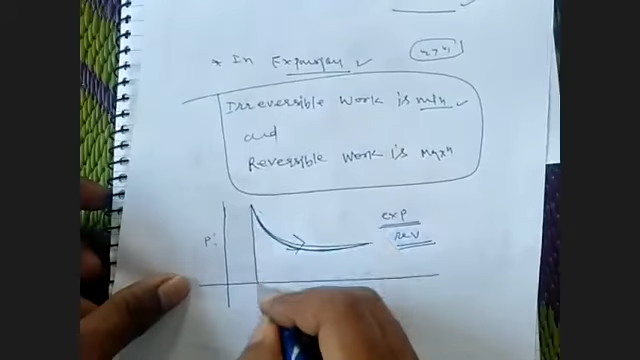 * In Expansion
Irreversible work is min
and
Reversible work is max
exp
rev